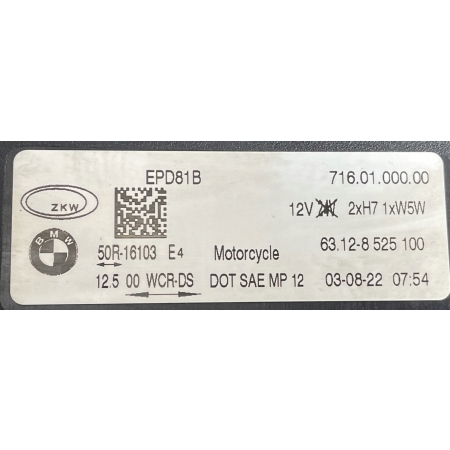 EPD81B 716.01.000.00
ZKW 12V 2xH7 1xW5W
BMW
50R-16103 E4 Motorcycle 63.12-8 525 100
12.5 00 WCR-DS DOT SAE MP 12 03-08-22 07:54